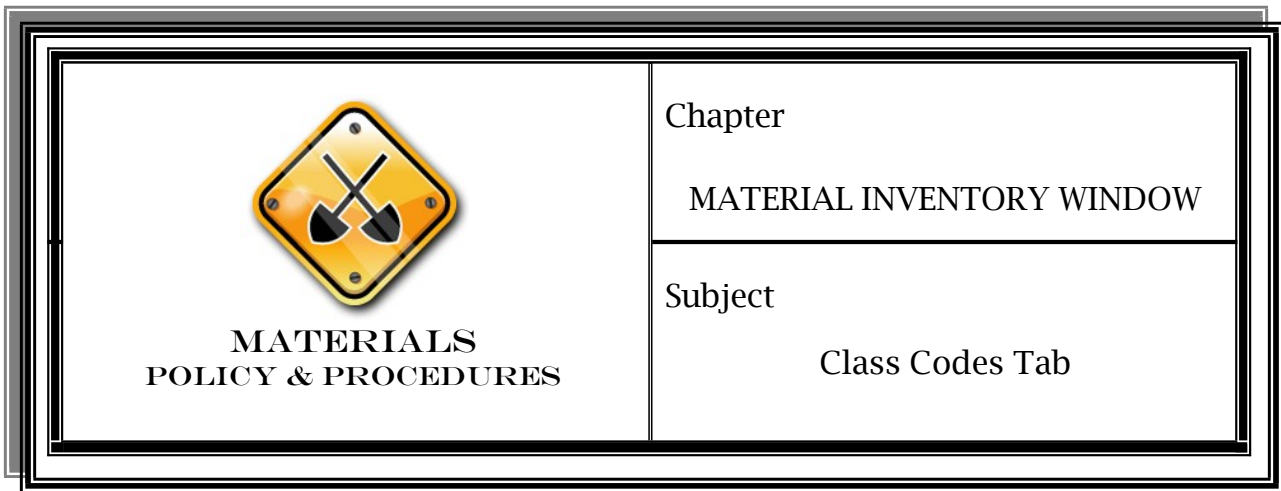 Chapter
MATERIAL INVENTORY WINDOW
Subject
Class Codes Tab
MATERIALS
POLICY & PROCEDURES